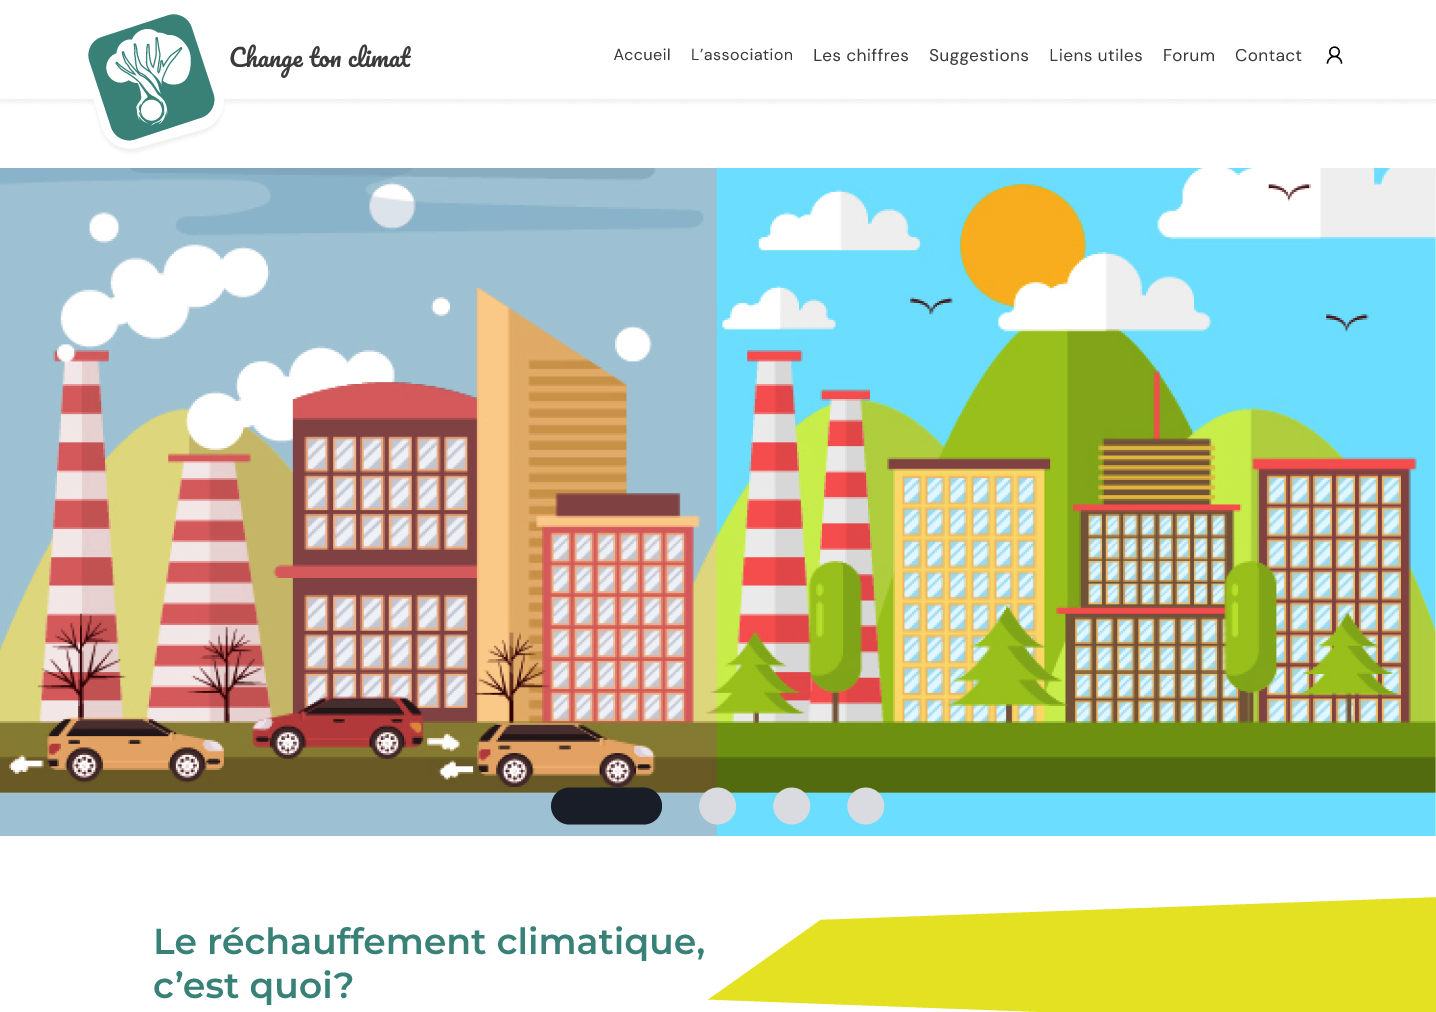 Change ton climat
Accueil L’association Les chiffres Suggestions Liens utiles Forum Contact
Le réchauffement climatique,
c’est quoi?